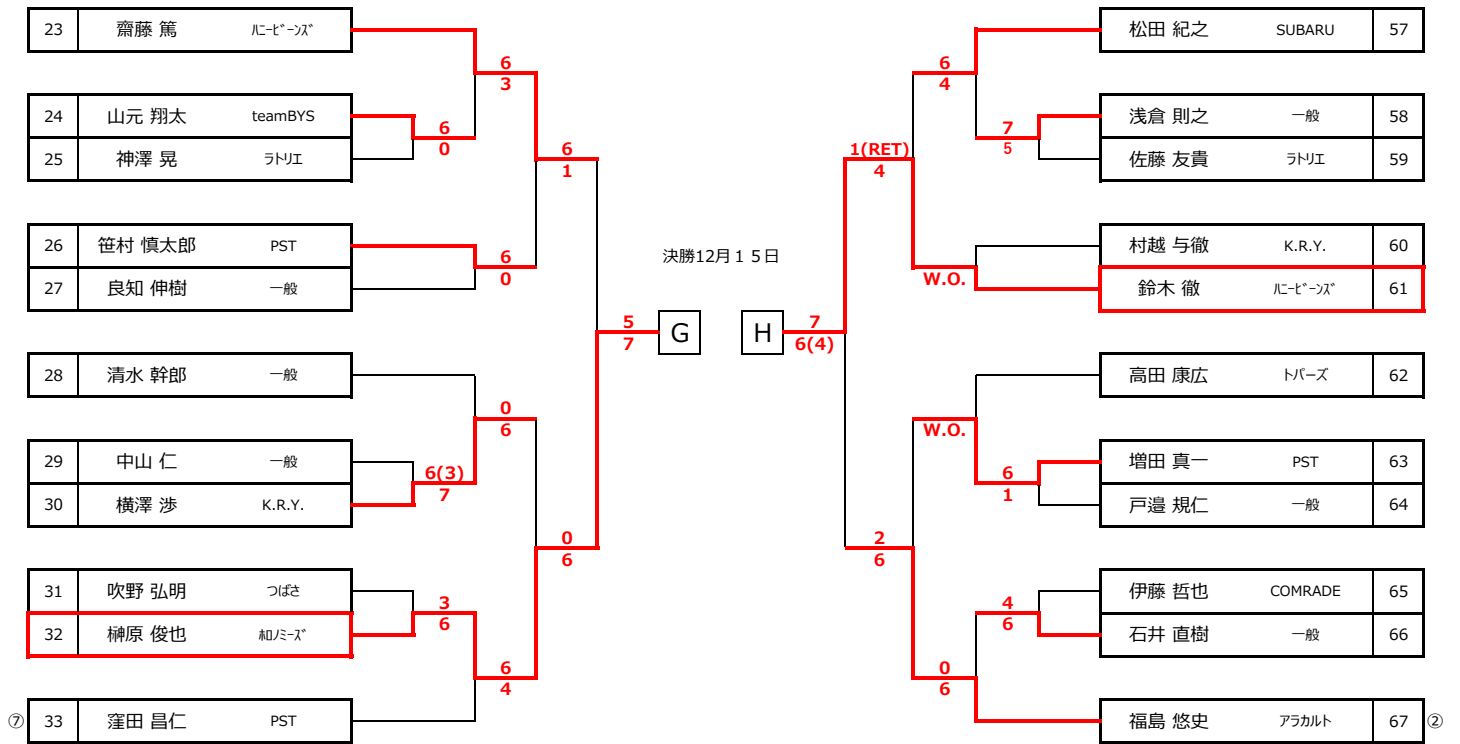 23 齋藤 篤 ﾊﾆｰﾋﾞｰﾝｽﾞ
6
3
24 山元 翔太 teamBYS
6
0
25 神澤 晃 ラトリエ
6
1
26 笹村 慎太郎 PST
6
0
27 良知 伸樹 一般
5
7
G
28 清水 幹郎 一般
0
6
29 中山 仁 一般
6(3)
7
30 横澤 渉 K.R.Y.
0
6
31 吹野 弘明 つばさ
3
6
32 榊原 俊也
6
4
⑦ 33 窪田 昌仁 PST
決勝12月１５日
松田 紀之 SUBARU 57
6
4
浅倉 則之 一般 58
7
5
佐藤 友貴 ラトリエ 59
1(RET)
4
村越 与徹 K.R.Y. 60
W.O.
鈴木 徹 ﾊﾆｰﾋﾞｰﾝｽﾞ 61
H
7
6(4)
高田 康広 トパーズ 62
W.O.
増田 真一 PST 63
6
1
戸邉 規仁 一般 64
2
6
伊藤 哲也 COMRADE 65
4
6
石井 直樹 一般 66
0
6
福島 悠史 アラカルト 67 ②